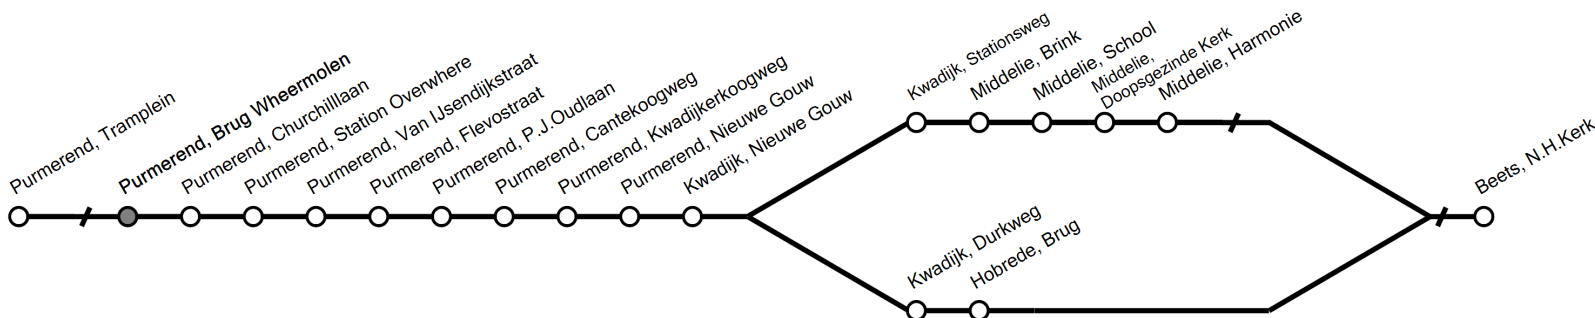 Purmerend, Tramplein
Purmerend, Brug Wheermolen
Purmerend, Churchilllaan
Purmerend, Station Overwhere
Purmerend, Van IJsendijkstraat
Purmerend, Flevostraat
Purmerend, P.J.Oudlaan
Purmerend, Cantekoogweg
Purmerend, Kwadijkerkoogweg
Purmerend, Nieuwe Gouw
Kwadijk, Nieuwe Gouw
Kwadijk, Stationsweg
Middelie, Brink
Middelie, School
Middelie,
Doopsgezinde Kerk
Middelie, Harmonie
Kwadijk, Durkweg
Hobrede, Brug
Beets, N.H.Kerk